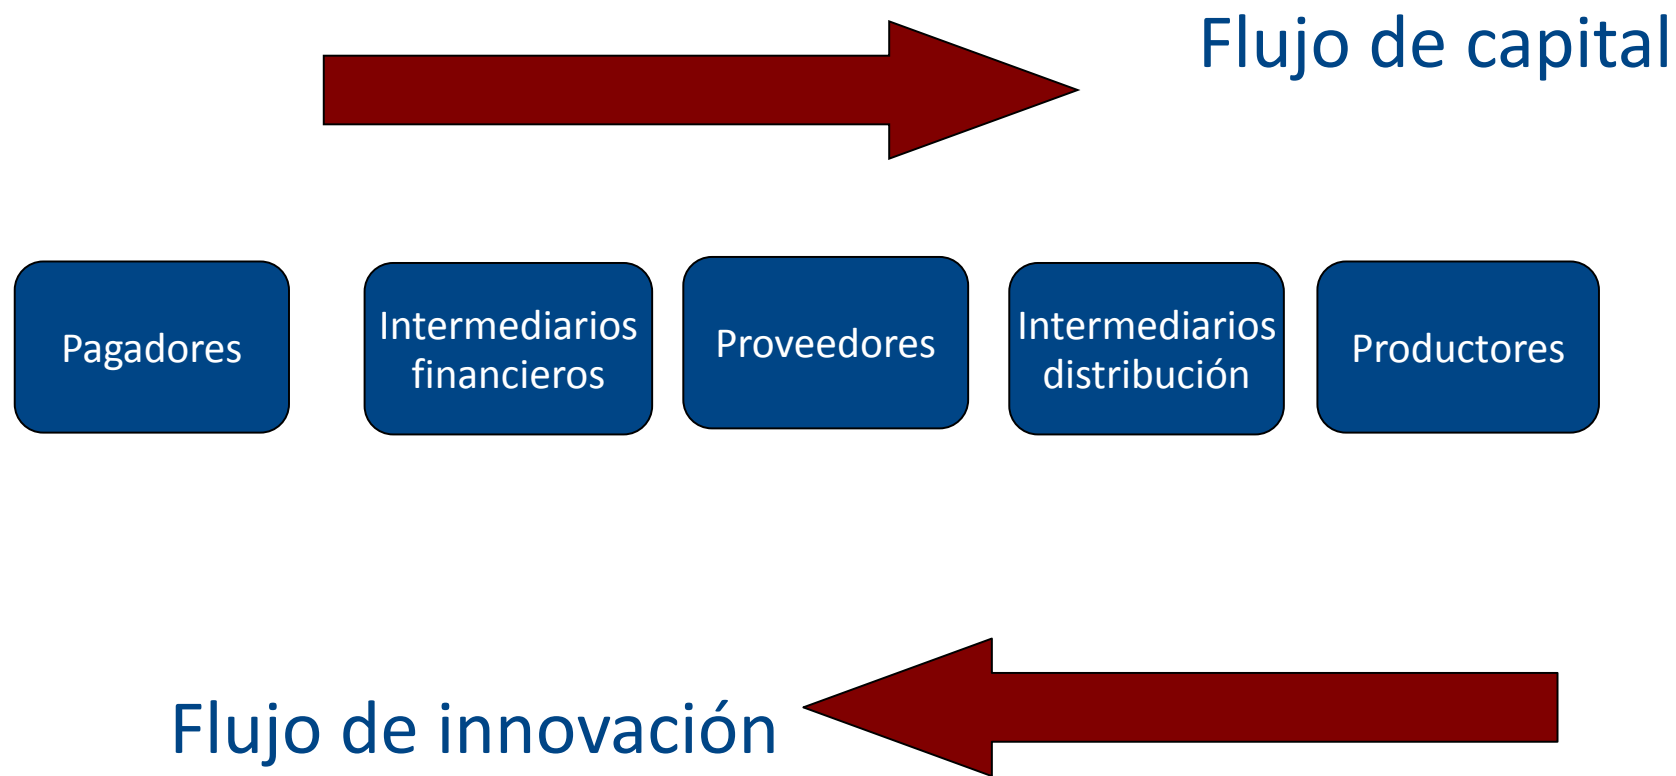 Flujo de capital
Pagadores
Intermediarios
financieros
Proveedores
Intermediarios
distribución
Productores
Flujo de innovación